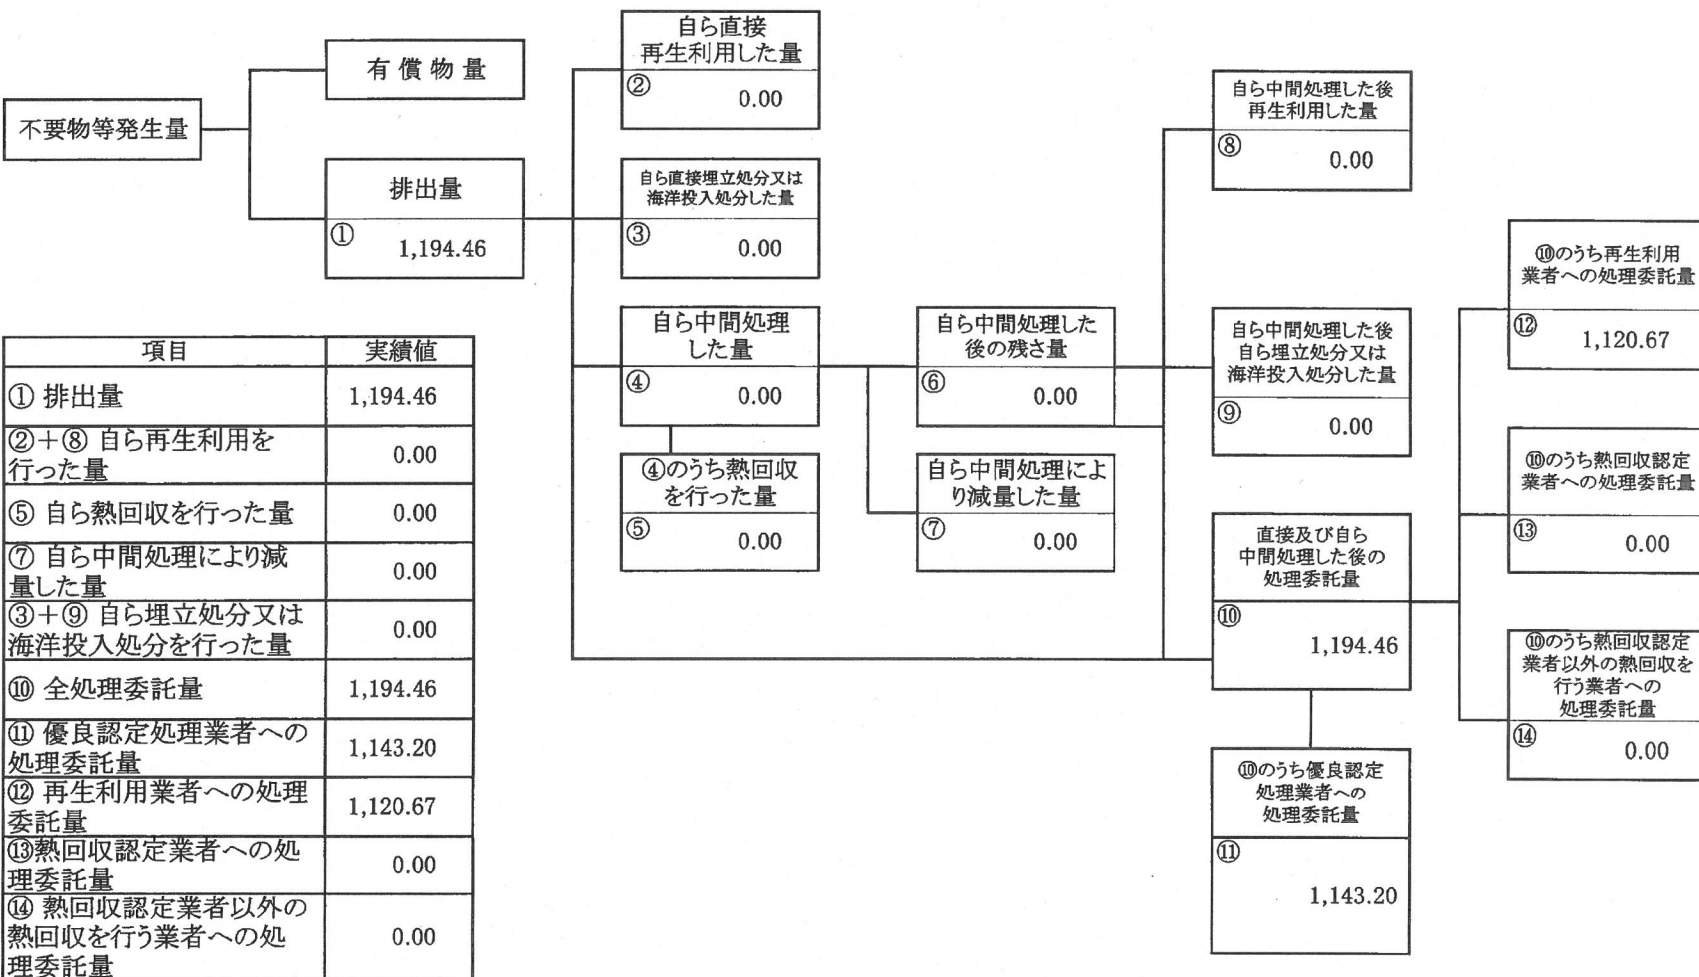 不要物等発生量
有償物量
排出量
①
1,194.46
自ら直接
再生利用した量
②
0.00
自ら直接埋立処分又は
海洋投入処分した量
③
0.00
自ら中間処理
した量
④
0.00
④のうち熱回収
を行った量
⑤
0.00
自ら中間処理した
後の残さ量
⑥
0.00
自ら中間処理によ
り減量した量
⑦
0.00
自ら中間処理した後
再生利用した量
⑧
0.00
自ら中間処理した後
自ら埋立処分又は
海洋投入処分した量
⑨
0.00
直接及び自ら
中間処理した後の
処理委託量
⑩
1,194.46
⑩のうち優良認定
処理業者への
処理委託量
⑪
1,143.20
⑩のうち再生利用
業者への処理委託量
⑫
1,120.67
⑩のうち熱回収認定
業者への処理委託量
⑬
0.00
⑩のうち熱回収認定
業者以外の熱回収を
行う業者への
処理委託量
⑭
0.00
項目 実績値
① 排出量 1,194.46
②+⑧ 自ら再生利用を
行った量 0.00
⑤ 自ら熱回収を行った量 0.00
⑦ 自ら中間処理により減
量した量 0.00
③+⑨ 自ら埋立処分又は
海洋投入処分を行った量 0.00
⑩ 全処理委託量 1,194.46
⑪ 優良認定処理業者への
処理委託量 1,143.20
⑫ 再生利用業者への処理
委託量 1,120.67
⑬熱回収認定業者への処
理委託量 0.00
⑭ 熱回収認定業者以外の
熱回収を行う業者への処
理委託量 0.00